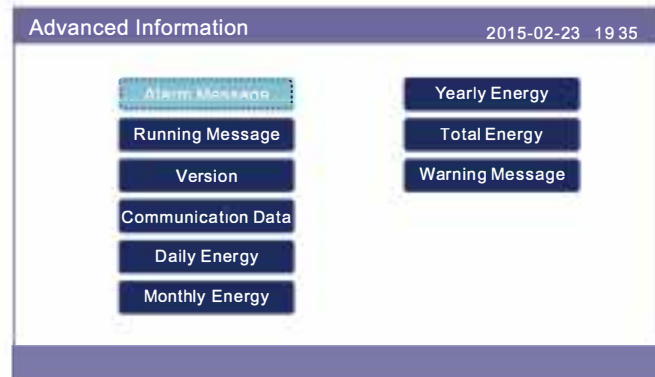 Advanced Information
2015-02-23 19 35
Alarm Message
Running Message
Version
Communication Data
Daily Energy
Monthly Energy
Yearly Energy
Total Energy
Warning Message